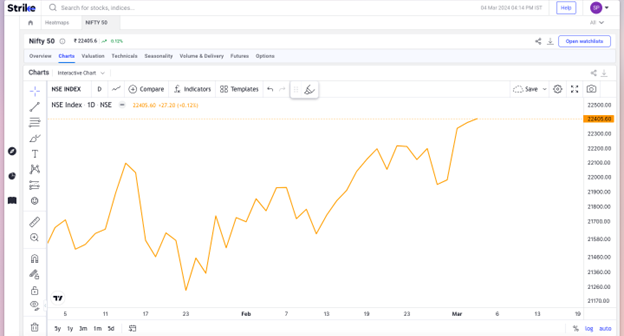 Strike
Search for stocks, indices...
04 Mar 2024 04:14 PM IST
Help
SP
Heatmaps
NIFTY 50
All
Nifty 50
₹ 22405.6
0.12%
Open watchlists
Overview Charts Valuation Technicals Seasonality Volume & Delivery Futures Options
Charts Interactive Chart
NSE INDEX D Compare Indicators Templates Save
NSE Index · 1D NSE 22405.60 +27.20 (+0.12%)
22500.00
22405.60
22300.00
22200.00
22100.00
22000.00
21900.00
21800.00
21700.00
21580.00
21460.00
21360.00
21260.00
21170.00
5 11 17 23 Feb 7 13 19 23 Mar 6 13 19
5y 1y 3m 1m 5d
% log auto